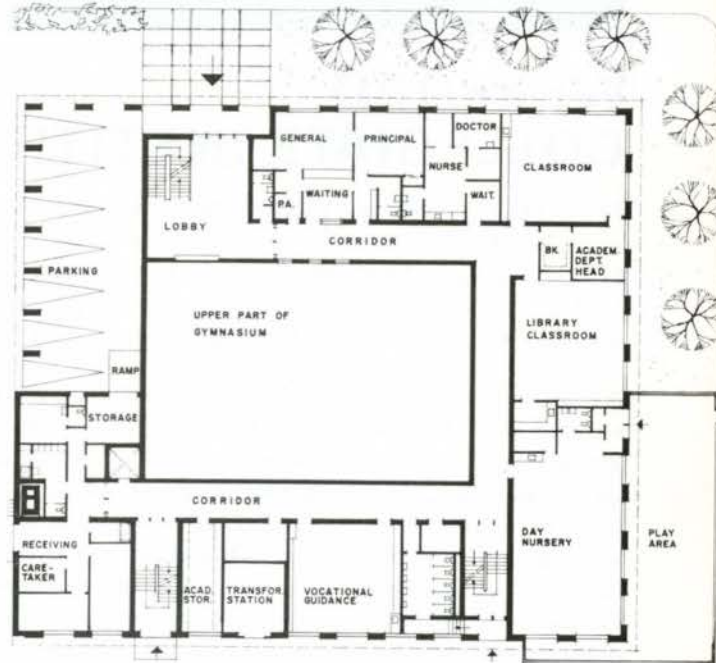 GENERAL
PRINCIPAL
DOCTOR
NURSE
CLASSROOM
WAITING
P.A.
WAIT.
LOBBY
CORRIDOR
BK.
ACADEM.
DEPT.
HEAD
PARKING
UPPER PART OF
GYMNASIUM
LIBRARY
CLASSROOM
RAMP
STORAGE
CORRIDOR
RECEIVING
DAY
NURSERY
PLAY
AREA
CARE-
TAKER
ACAD.
STOR.
TRANSFOR.
STATION
VOCATIONAL
GUIDANCE